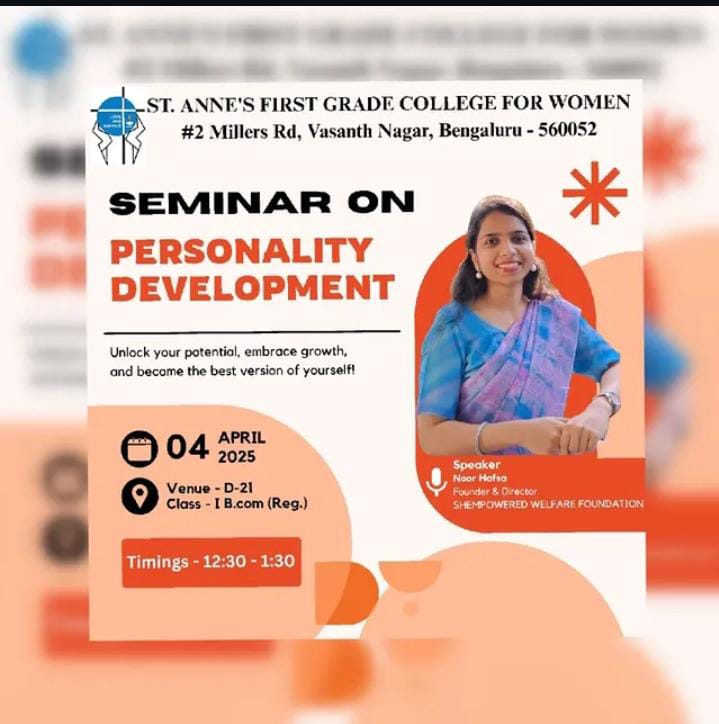 ST. ANNE'S FIRST GRADE COLLEGE FOR WOMEN
#2 Millers Rd, Vasanth Nagar, Bengaluru - 560052
SEMINAR ON
PERSONALITY
DEVELOPMENT
Unlock your potential, embrace growth,
and become the best version of yourself!
04 APRIL
2025
Venue - D-21
Class - I B.com (Reg.)
Timings - 12:30 - 1:30
Speaker
Noor Hafsa
Founder & Director
SHEMPOWERED WELFARE FOUNDATION